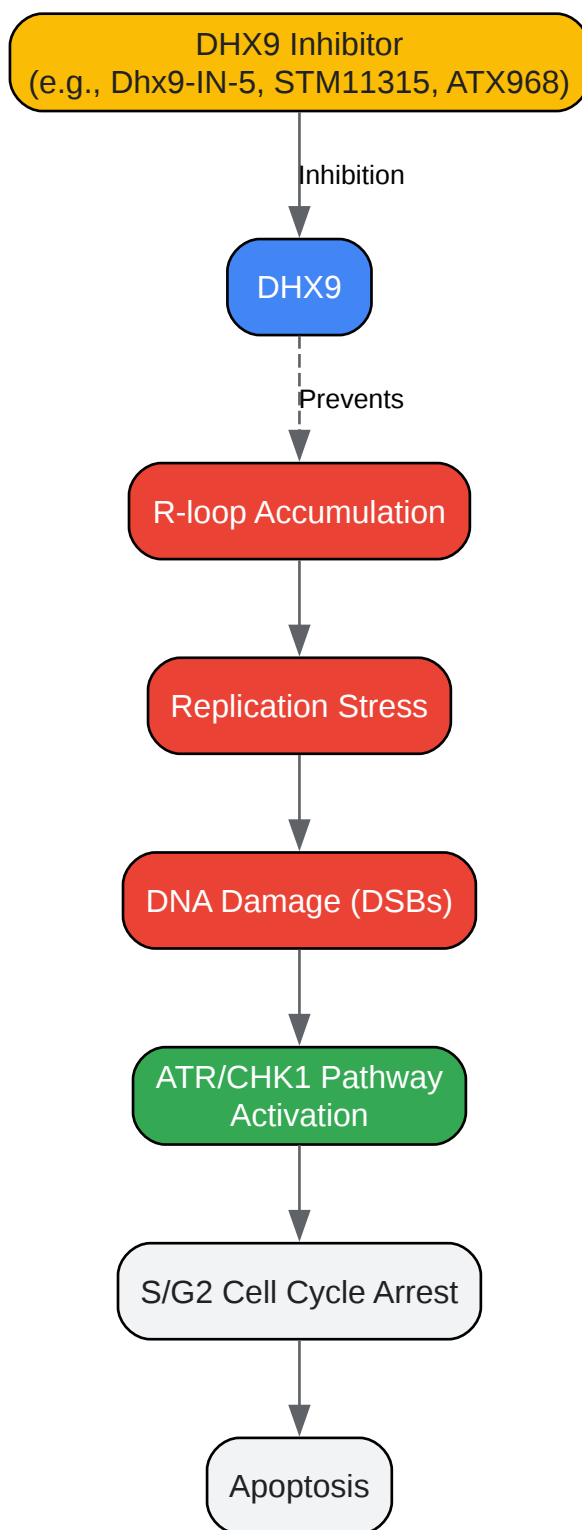 DHX9 Inhibitor
(e.g., Dhx9-IN-5, STM11315, ATX968)
Inhibition
DHX9
Prevents
R-loop Accumulation
Replication Stress
DNA Damage (DSBs)
ATR/CHK1 Pathway
Activation
S/G2 Cell Cycle Arrest
Apoptosis